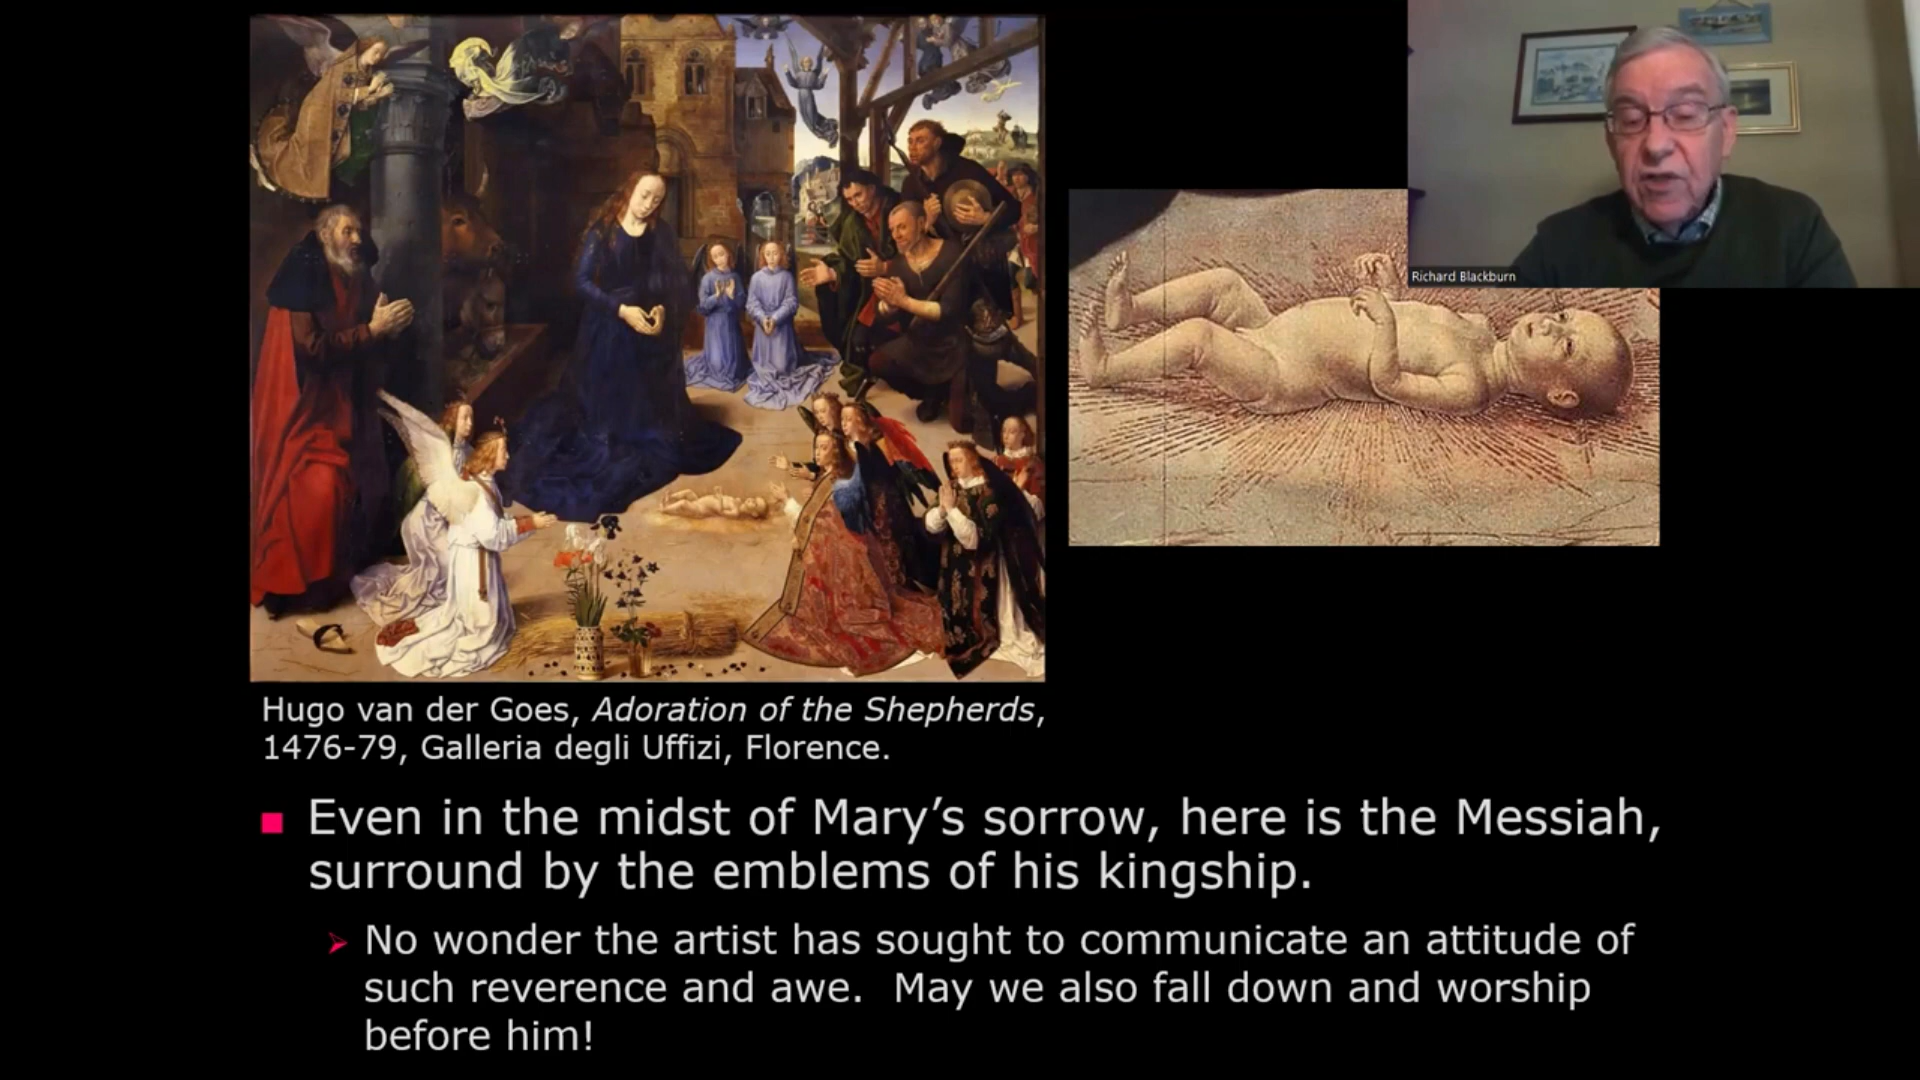 Richard Blackburn
Hugo van der Goes, Adoration of the Shepherds,
1476-79, Galleria degli Uffizi, Florence.
Even in the midst of Mary’s sorrow, here is the Messiah,
surround by the emblems of his kingship.
No wonder the artist has sought to communicate an attitude of
such reverence and awe.  May we also fall down and worship
before him!